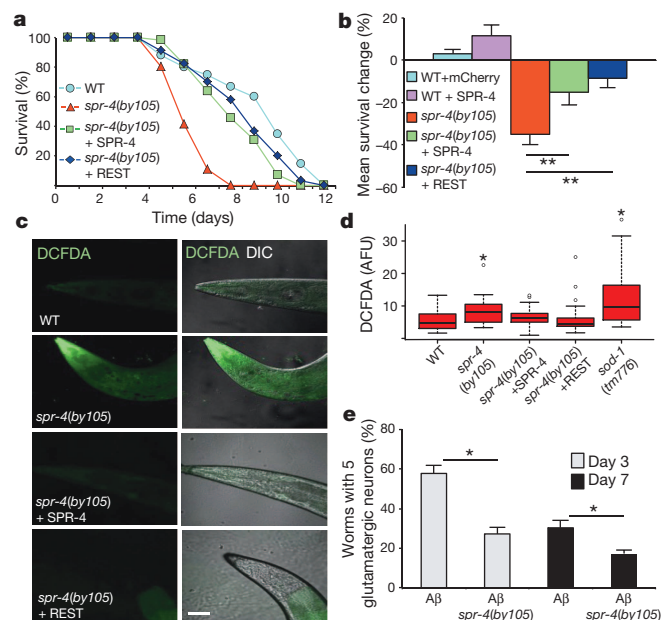 a
Survival (%)
100
80
60
40
20
0
2
4
6
8
10
12
Time (days)
WT
spr-4(by105)
spr-4(by105)
+ SPR-4
spr-4(by105)
+ REST
b
Mean survival change (%)
20
0
−20
−40
−60
WT+mCherry
WT + SPR-4
spr-4(by105)
spr-4(by105)
+ SPR-4
spr-4(by105)
+ REST
**
**
c
DCFDA
DCFDA DIC
WT
spr-4(by105)
spr-4(by105)
+ SPR-4
spr-4(by105)
+ REST
d
DCFDA (AFU)
30
20
10
*
*
WT
spr-4
(by105)
spr-4(by105)
+SPR-4
spr-4(by105)
+REST
sod-1
(tm776)
e
Worms with 5
glutamatergic neurons (%)
80
60
40
20
0
*
*
Day 3
Day 7
Aβ
Aβ
spr-4(by105)
Aβ
Aβ
spr-4(by105)